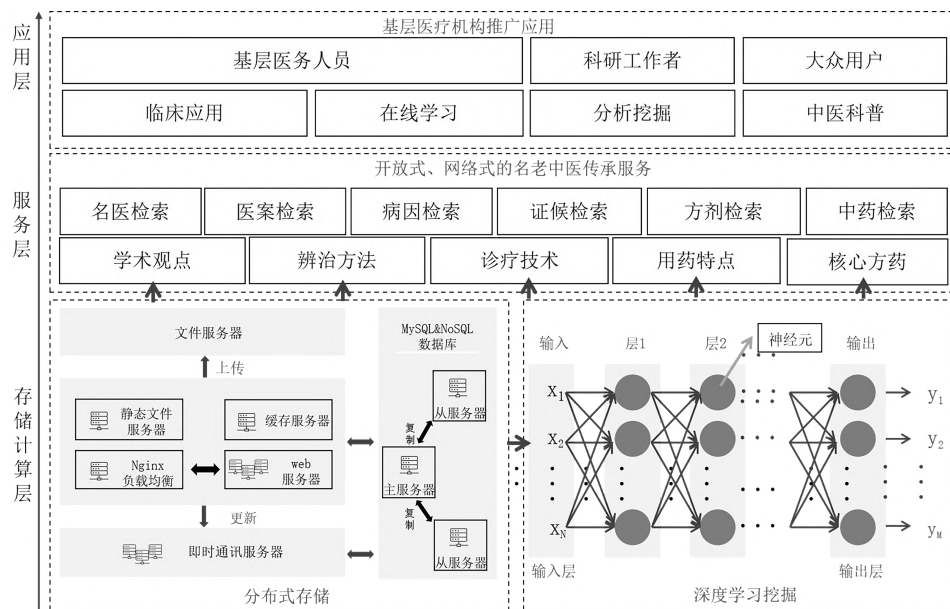 应用层
基层医疗机构推广应用
基层医务人员
科研工作者
大众用户
临床应用
在线学习
分析挖掘
中医科普
服务层
开放式、网络式的名老中医传承服务
名医检索
医案检索
病因检索
证候检索
方剂检索
中药检索
学术观点
辨治方法
诊疗技术
用药特点
核心方药
存储计算层
文件服务器
上传
静态文件
服务器
缓存服务器
Nginx
负载均衡
web
服务器
更新
即时通讯服务器
MySQL&NoSQL
数据库
从服务器
复制
主服务器
复制
从服务器
分布式存储
输入
层1
层2
神经元
输出
X1
X2
XN
y1
y2
yM
输入层
输出层
深度学习挖掘